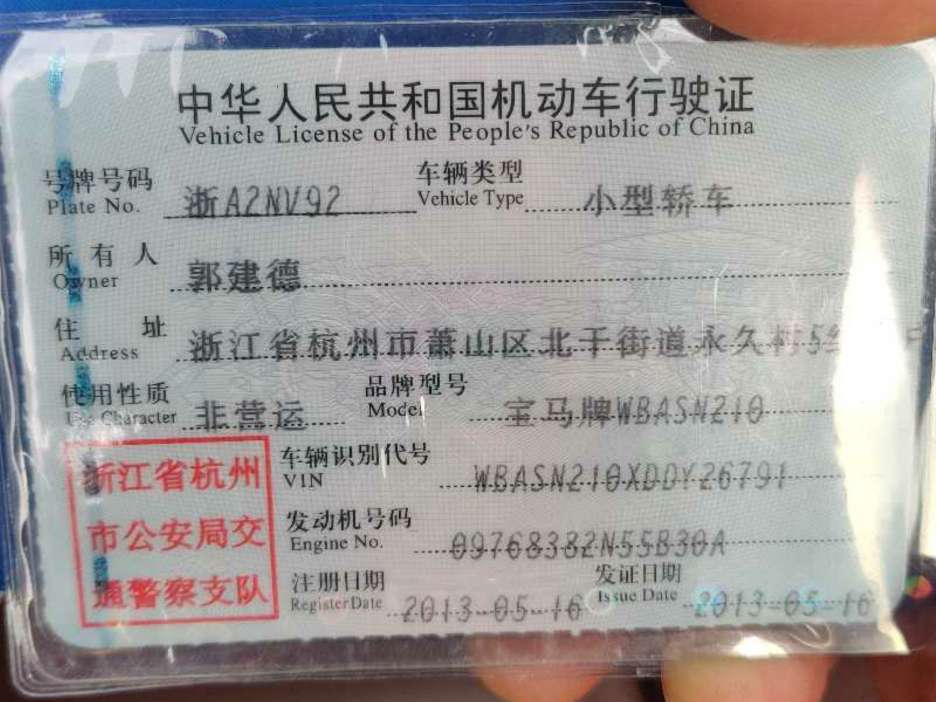 中华人民共和国机动车行驶证
Vehicle License of the People's Republic of China
号牌号码 浙A2NV92 车辆类型 小型轿车
Plate No. Vehicle Type
所有人 郭建德
Owner
住址 浙江省杭州市萧山区北干街道永久村5组
Address
使用性质 非营运 品牌型号 宝马牌WBASN210
Use Character Model
浙江省杭州
市公安局交
通警察支队
车辆识别代号 WBASN210XDDY26791
VIN
发动机号码 09768382N55B30A
Engine No.
注册日期 2013-05-16 发证日期 2013-05-16
Register Date Issue Date